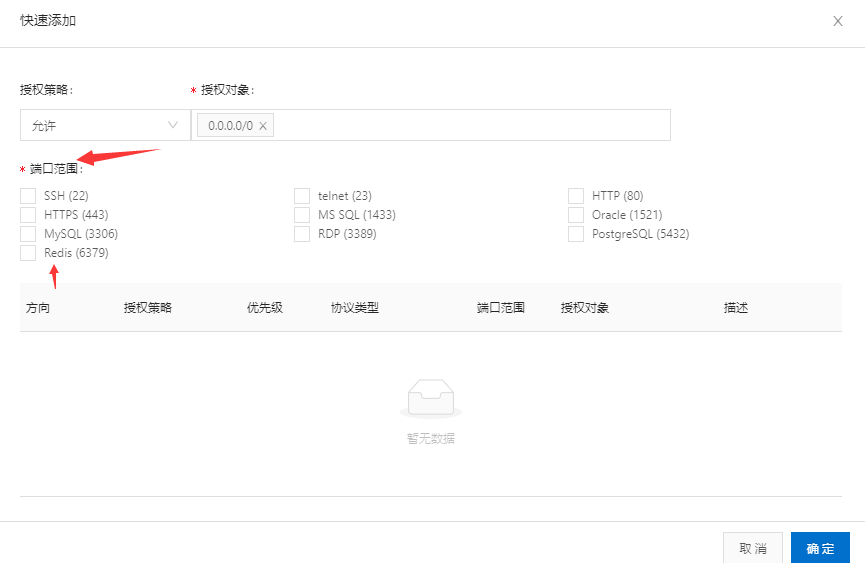 快速添加
授权策略:
* 授权对象:
允许
0.0.0.0/0
* 端口范围:
SSH (22)
telnet (23)
HTTP (80)
HTTPS (443)
MS SQL (1433)
Oracle (1521)
MySQL (3306)
RDP (3389)
PostgreSQL (5432)
Redis (6379)
方向 授权策略 优先级 协议类型 端口范围 授权对象 描述
暂无数据
取消
确定